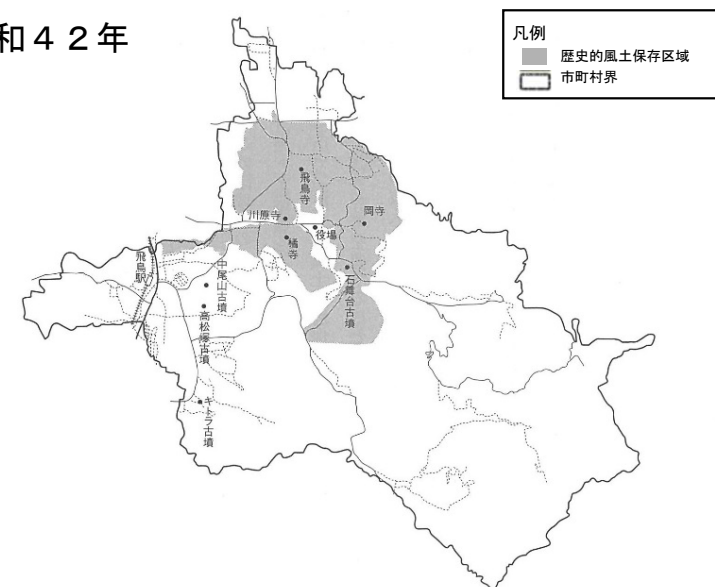 和４２年
凡例
歴史的風土保存区域
市町村界
飛鳥寺
川原寺
岡寺
役場
橘寺
飛鳥駅
中尾山古墳
石舞台古墳
高松塚古墳
キトラ古墳